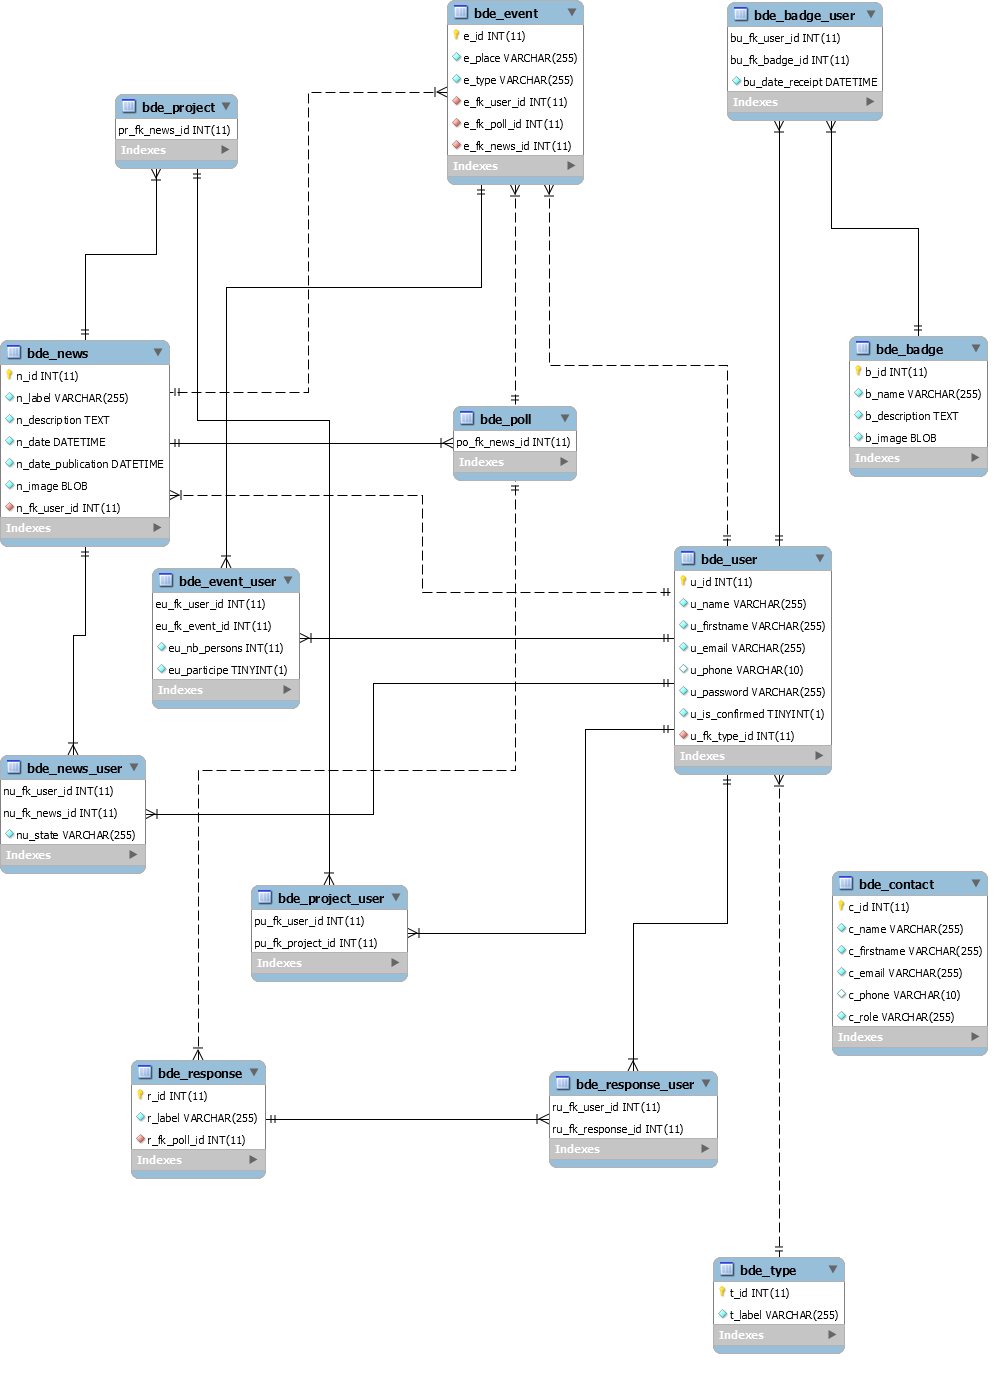 bde_event
e_id INT(11)
e_place VARCHAR(255)
e_type VARCHAR(255)
e_fk_user_id INT(11)
e_fk_poll_id INT(11)
e_fk_news_id INT(11)
Indexes
bde_badge_user
bu_fk_user_id INT(11)
bu_fk_badge_id INT(11)
bu_date_receipt DATETIME
Indexes
bde_project
pr_fk_news_id INT(11)
Indexes
bde_news
n_id INT(11)
n_label VARCHAR(255)
n_description TEXT
n_date DATETIME
n_date_publication DATETIME
n_image BLOB
n_fk_user_id INT(11)
Indexes
bde_poll
po_fk_news_id INT(11)
Indexes
bde_badge
b_id INT(11)
b_name VARCHAR(255)
b_description TEXT
b_image BLOB
Indexes
bde_event_user
eu_fk_user_id INT(11)
eu_fk_event_id INT(11)
eu_nb_persons INT(11)
eu_participe TINYINT(1)
Indexes
bde_user
u_id INT(11)
u_name VARCHAR(255)
u_firstname VARCHAR(255)
u_email VARCHAR(255)
u_phone VARCHAR(10)
u_password VARCHAR(255)
u_is_confirmed TINYINT(1)
u_fk_type_id INT(11)
Indexes
bde_news_user
nu_fk_user_id INT(11)
nu_fk_news_id INT(11)
nu_state VARCHAR(255)
Indexes
bde_project_user
pu_fk_user_id INT(11)
pu_fk_project_id INT(11)
Indexes
bde_contact
c_id INT(11)
c_name VARCHAR(255)
c_firstname VARCHAR(255)
c_email VARCHAR(255)
c_phone VARCHAR(10)
c_role VARCHAR(255)
Indexes
bde_response
r_id INT(11)
r_label VARCHAR(255)
r_fk_poll_id INT(11)
Indexes
bde_response_user
ru_fk_user_id INT(11)
ru_fk_response_id INT(11)
Indexes
bde_type
t_id INT(11)
t_label VARCHAR(255)
Indexes